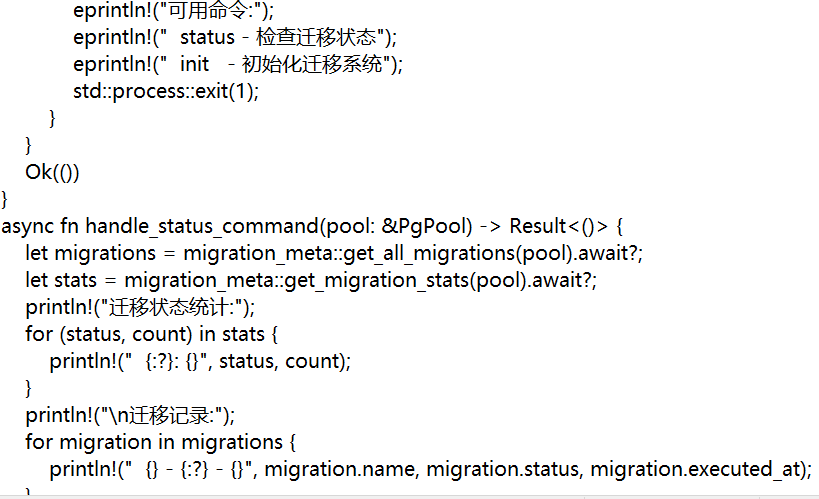 eprintln!("可用命令:");
eprintln!("  status - 检查迁移状态");
eprintln!("  init   - 初始化迁移系统");
std::process::exit(1);
}
}
Ok(())
}
async fn handle_status_command(pool: &PgPool) -> Result<()> {
let migrations = migration_meta::get_all_migrations(pool).await?;
let stats = migration_meta::get_migration_stats(pool).await?;
println!("迁移状态统计:");
for (status, count) in stats {
println!("  {:?}: {}", status, count);
}
println!("\n迁移记录:");
for migration in migrations {
println!("  {} - {:?} - {}", migration.name, migration.status, migration.executed_at);
}